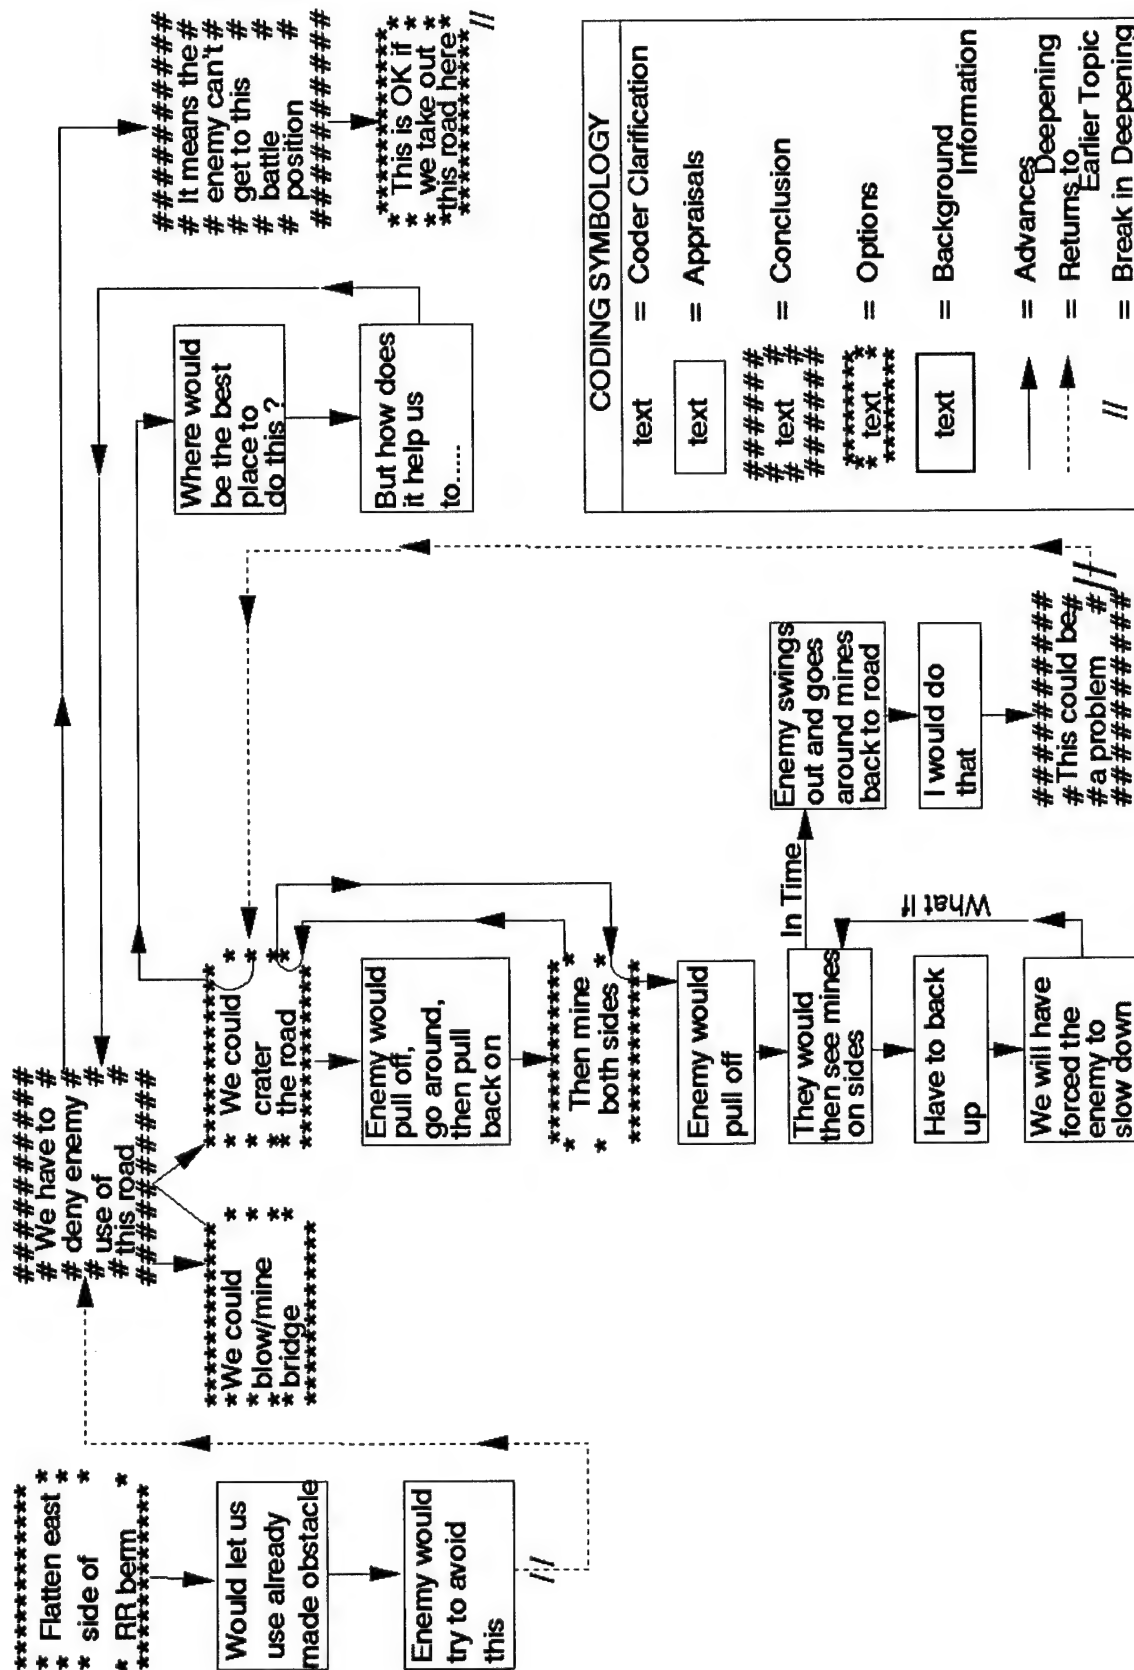 * Flatten east *
* side of *
* RR berm *
Would let us
use already
made obstacle
Enemy would
try to avoid
this
//
# We have to #
# deny enemy #
# use of #
# this road #
*We could *
*blow/mine *
*bridge *
* We could *
* crater *
* the road *
Enemy would
pull off,
go around,
then pull
back on
* Then mine *
* both sides *
Enemy would
pull off
They would
then see mines
on sides
Have to back
up
We will have
forced the
enemy to
slow down
What If
In Time
Enemy swings
out and goes
around mines
back to road
I would do
that
# This could be #
# a problem #
//
Where would
be the best
place to
do this ?
But how does
it help us
to.....
# It means the #
# enemy can't #
# get to this #
# battle #
# position #
* This is OK if *
* we take out *
*this road here*
//
CODING SYMBOLOGY
text = Coder Clarification
text = Appraisals
# text # = Conclusion
* text * = Options
text = Background
Information
= Advances
Deepening
= Returns to
Earlier Topic
// = Break in Deepening